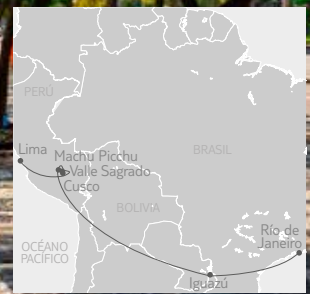 PERÚ
Lima
Machu Picchu
Valle Sagrado
Cusco
BRASIL
BOLIVIA
OCÉANO
PACÍFICO
Río de
Janeiro
Iguazú